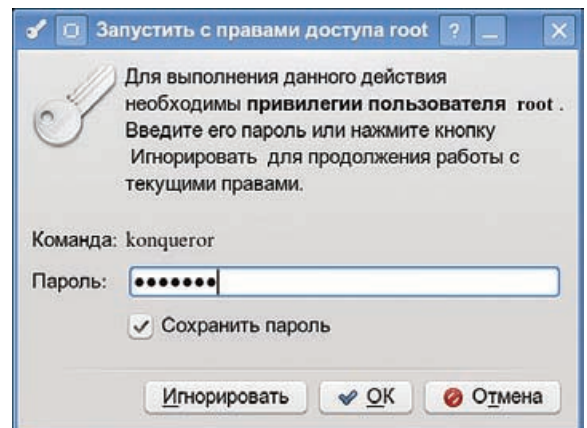 Запустить с правами доступа root ?
Для выполнения данного действия
необходимы привилегии пользователя root .
Введите его пароль или нажмите кнопку
Игнорировать для продолжения работы с
текущими правами.
Команда: konqueror
Пароль: •••••••
Сохранить пароль
Игнорировать OK Отмена